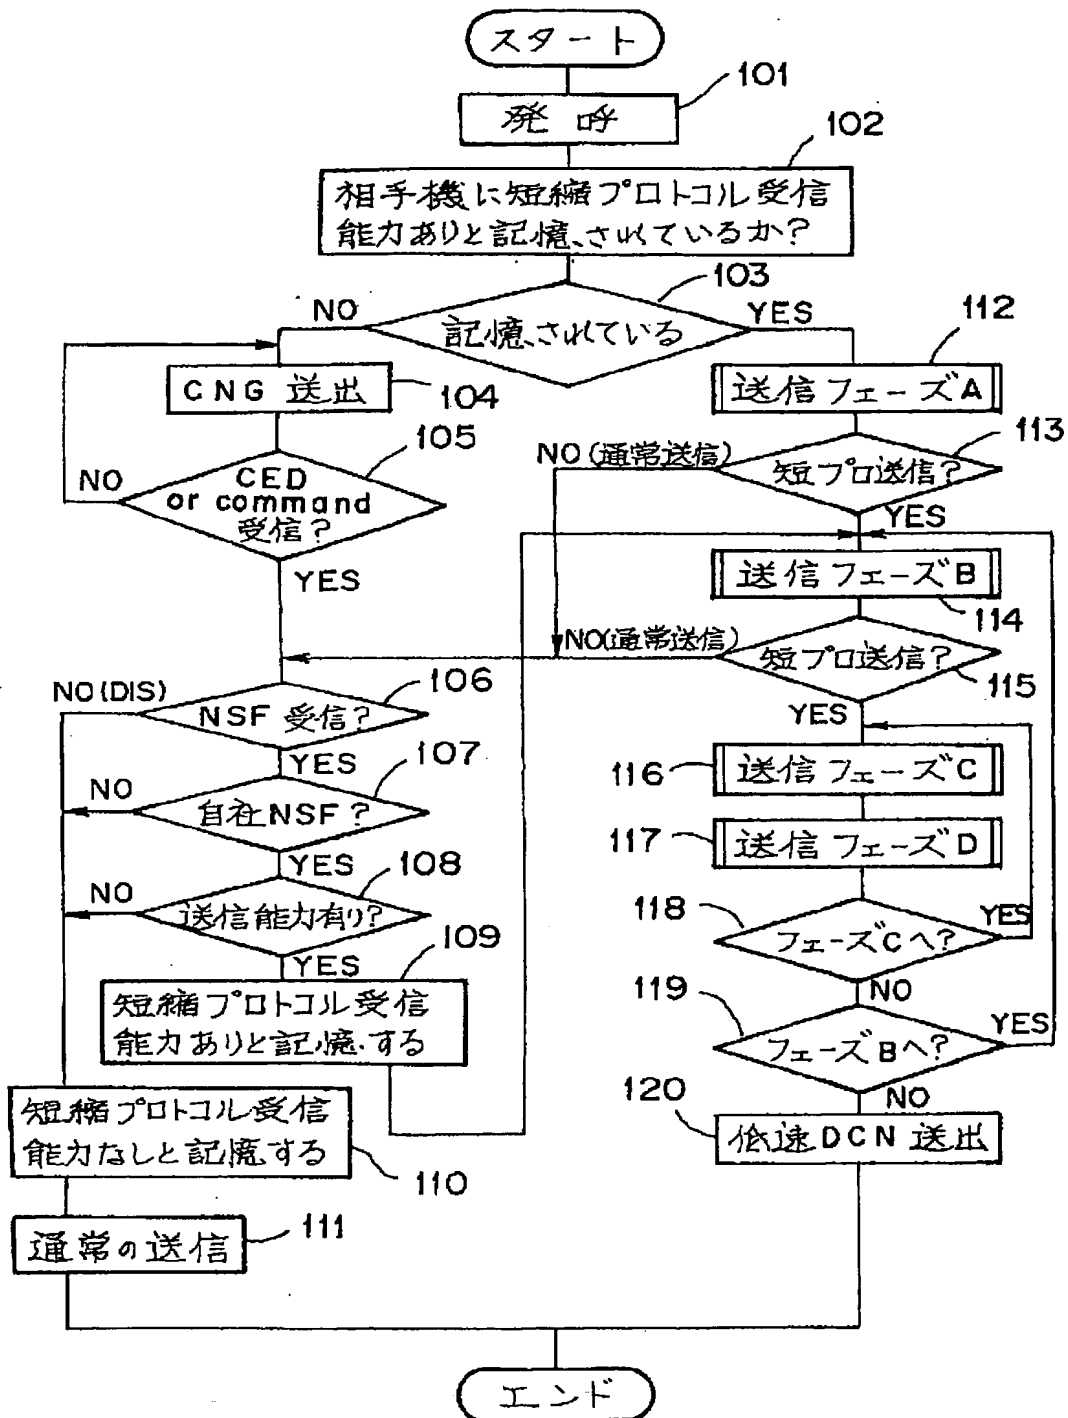 スタート
101
発呼
102
相手機に短縮プロトコル受信
能力ありと記憶されているか?
103
NO
YES
記憶されている
112
CNG 送出
104
送信フェーズA
105
113
NO(通常送信)
短プロ送信?
NO
CED
or command
受信?
YES
送信フェーズB
YES
114
NO(通常送信)
短プロ送信?
115
NO(DIS)
106
NSF 受信?
YES
YES
107
116
送信フェーズC
NO
自社NSF?
117
送信フェーズD
YES
108
NO
送信能力有り?
118
YES
フェーズCへ?
109
YES
NO
短縮プロトコル受信
能力ありと記憶する
119
YES
フェーズBへ?
NO
短縮プロトコル受信
能力なしと記憶する
110
120
低速DCN 送出
111
通常の送信
エンド